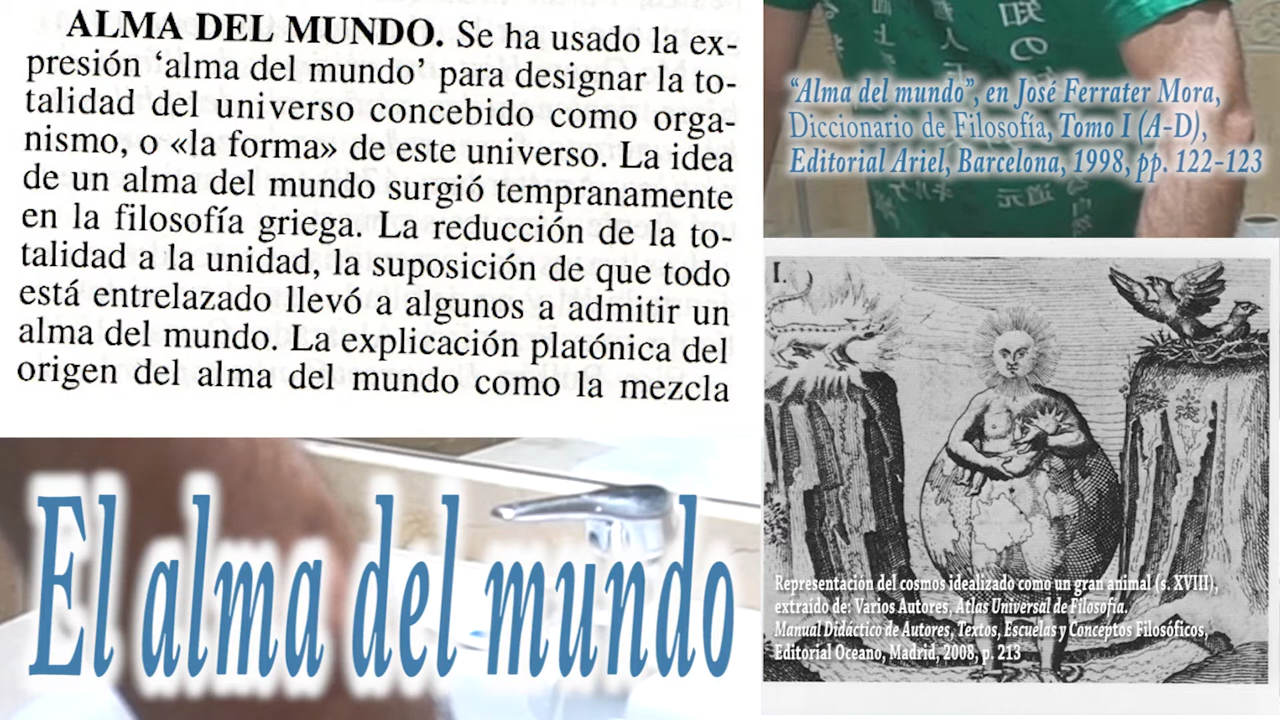 ALMA DEL MUNDO. Se ha usado la ex-
presión ‘alma del mundo’ para designar la to-
talidad del universo concebido como orga-
nismo, o «la forma» de este universo. La idea
de un alma del mundo surgió tempranamente
en la filosofía griega. La reducción de la to-
talidad a la unidad, la suposición de que todo
está entrelazado llevó a algunos a admitir un
alma del mundo. La explicación platónica del
origen del alma del mundo como la mezcla
El alma del mundo
“Alma del mundo”, en José Ferrater Mora,
Diccionario de Filosofía, Tomo I (A-D),
Editorial Ariel, Barcelona, 1998, pp. 122-123
I.
Representación del cosmos idealizado como un gran animal (s. XVIII),
extraído de: Varios Autores, Atlas Universal de Filosofía.
Manual Didáctico de Autores, Textos, Escuelas y Conceptos Filosóficos,
Editorial Oceano, Madrid, 2008, p. 213